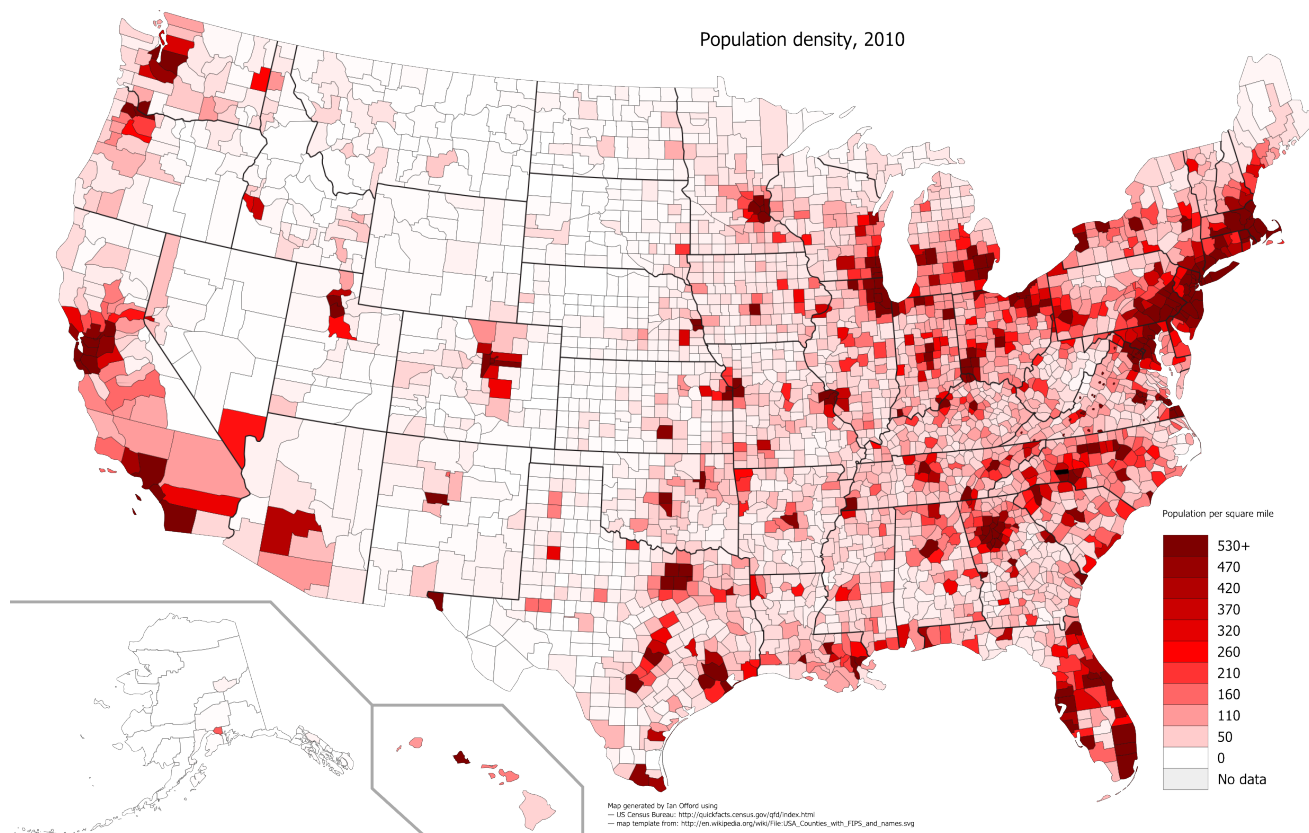 Population density, 2010
Population per square mile
530+
470
420
370
320
260
210
160
110
50
0
No data
Map generated by Ian Offord using
— US Census Bureau: http://quickfacts.census.gov/qfd/index.html
— map template from: http://en.wikipedia.org/wiki/File:USA_Counties_with_FIPS_and_names.svg